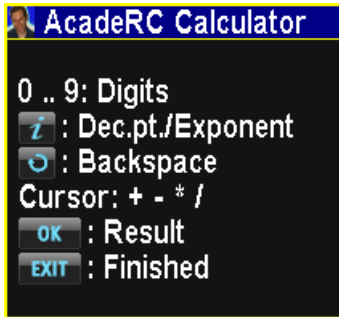 AcadeRC Calculator
0 .. 9: Digits
i : Dec.pt./Exponent
: Backspace
Cursor: + - * /
OK : Result
EXIT : Finished